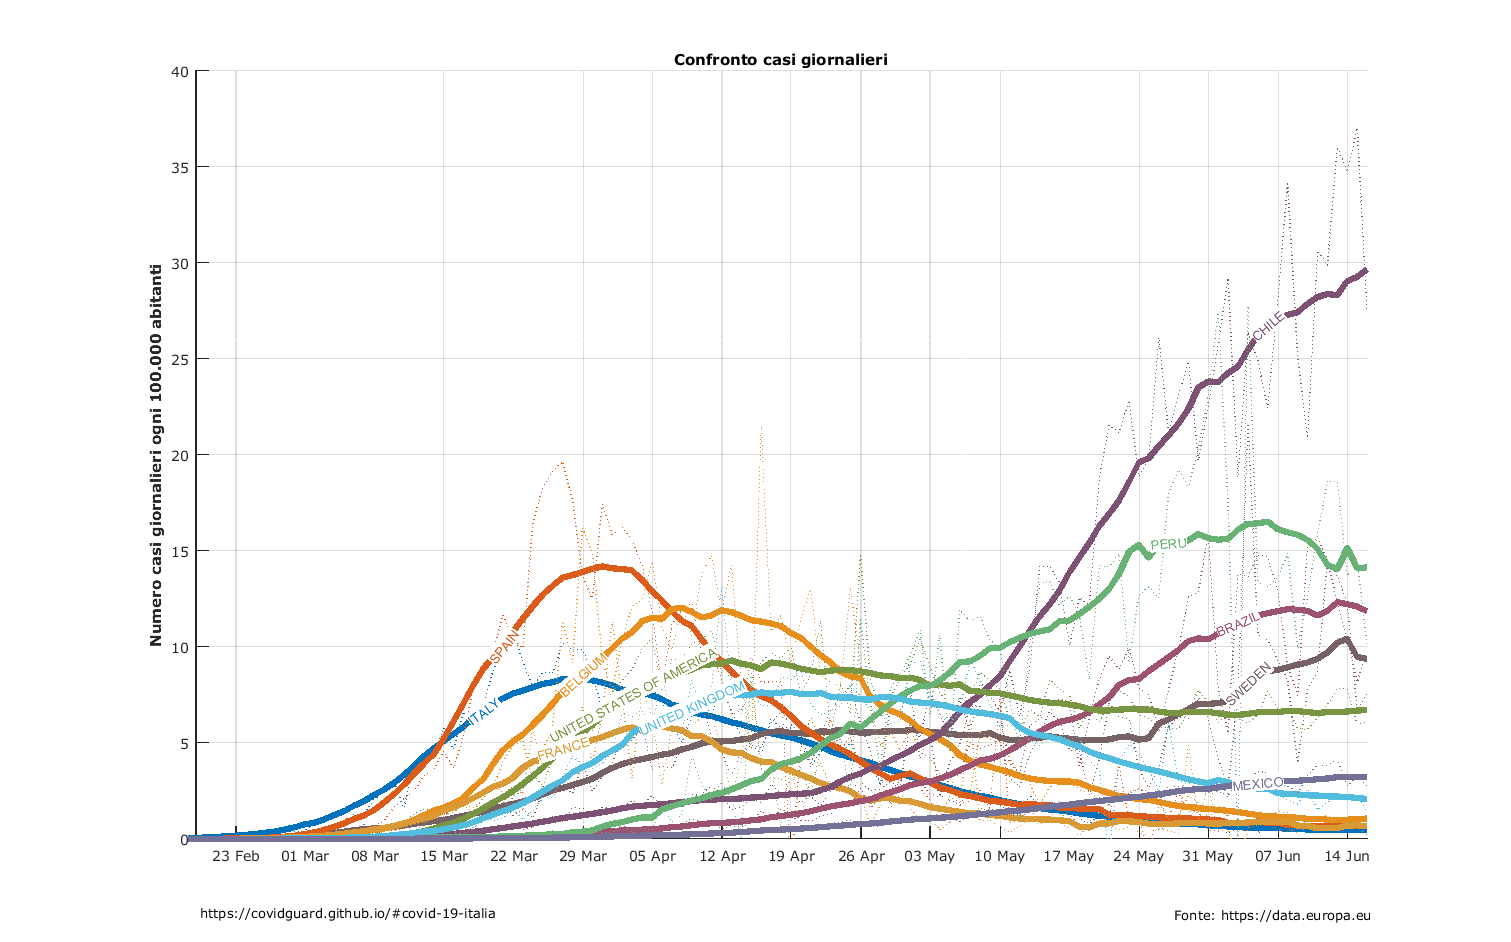 Confronto casi giornalieri
Numero casi giornalieri ogni 100.000 abitanti
40
35
30
25
20
15
10
5
0
CHILE
PERU
BRAZIL
SWEDEN
SPAIN
BELGIUM
ITALY
UNITED STATES OF AMERICA
UNITED KINGDOM
FRANCE
MEXICO
23 Feb 01 Mar 08 Mar 15 Mar 22 Mar 29 Mar 05 Apr 12 Apr 19 Apr 26 Apr 03 May 10 May 17 May 24 May 31 May 07 Jun 14 Jun
https://covidguard.github.io/#covid-19-italia
Fonte: https://data.europa.eu